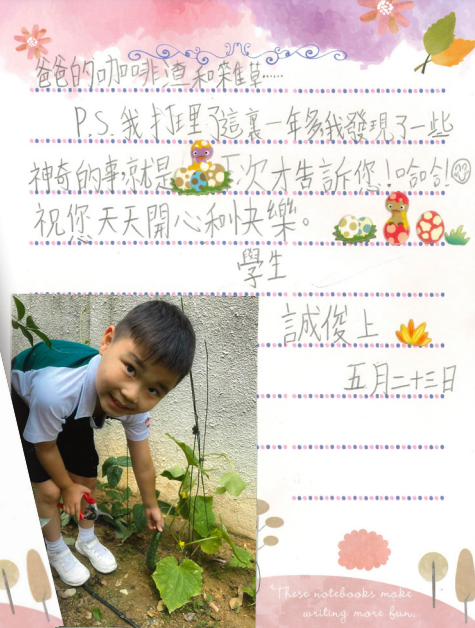 爸爸的咖啡渣和雜草……
P.S.我打理了這裏一年多我發現了一些
神奇的事,就是 下次才告訴您!哈哈!
祝您天天開心和快樂。
學生
誠俊上
五月二十三日
These notebooks make
writing more fun.